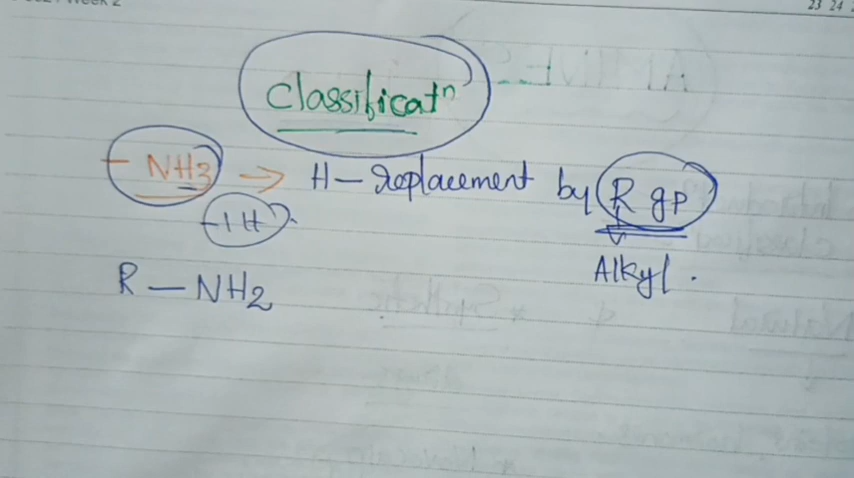 Classificatⁿ
- NH3 → H - Replacement by R gp
-1H
Alkyl.
R - NH2